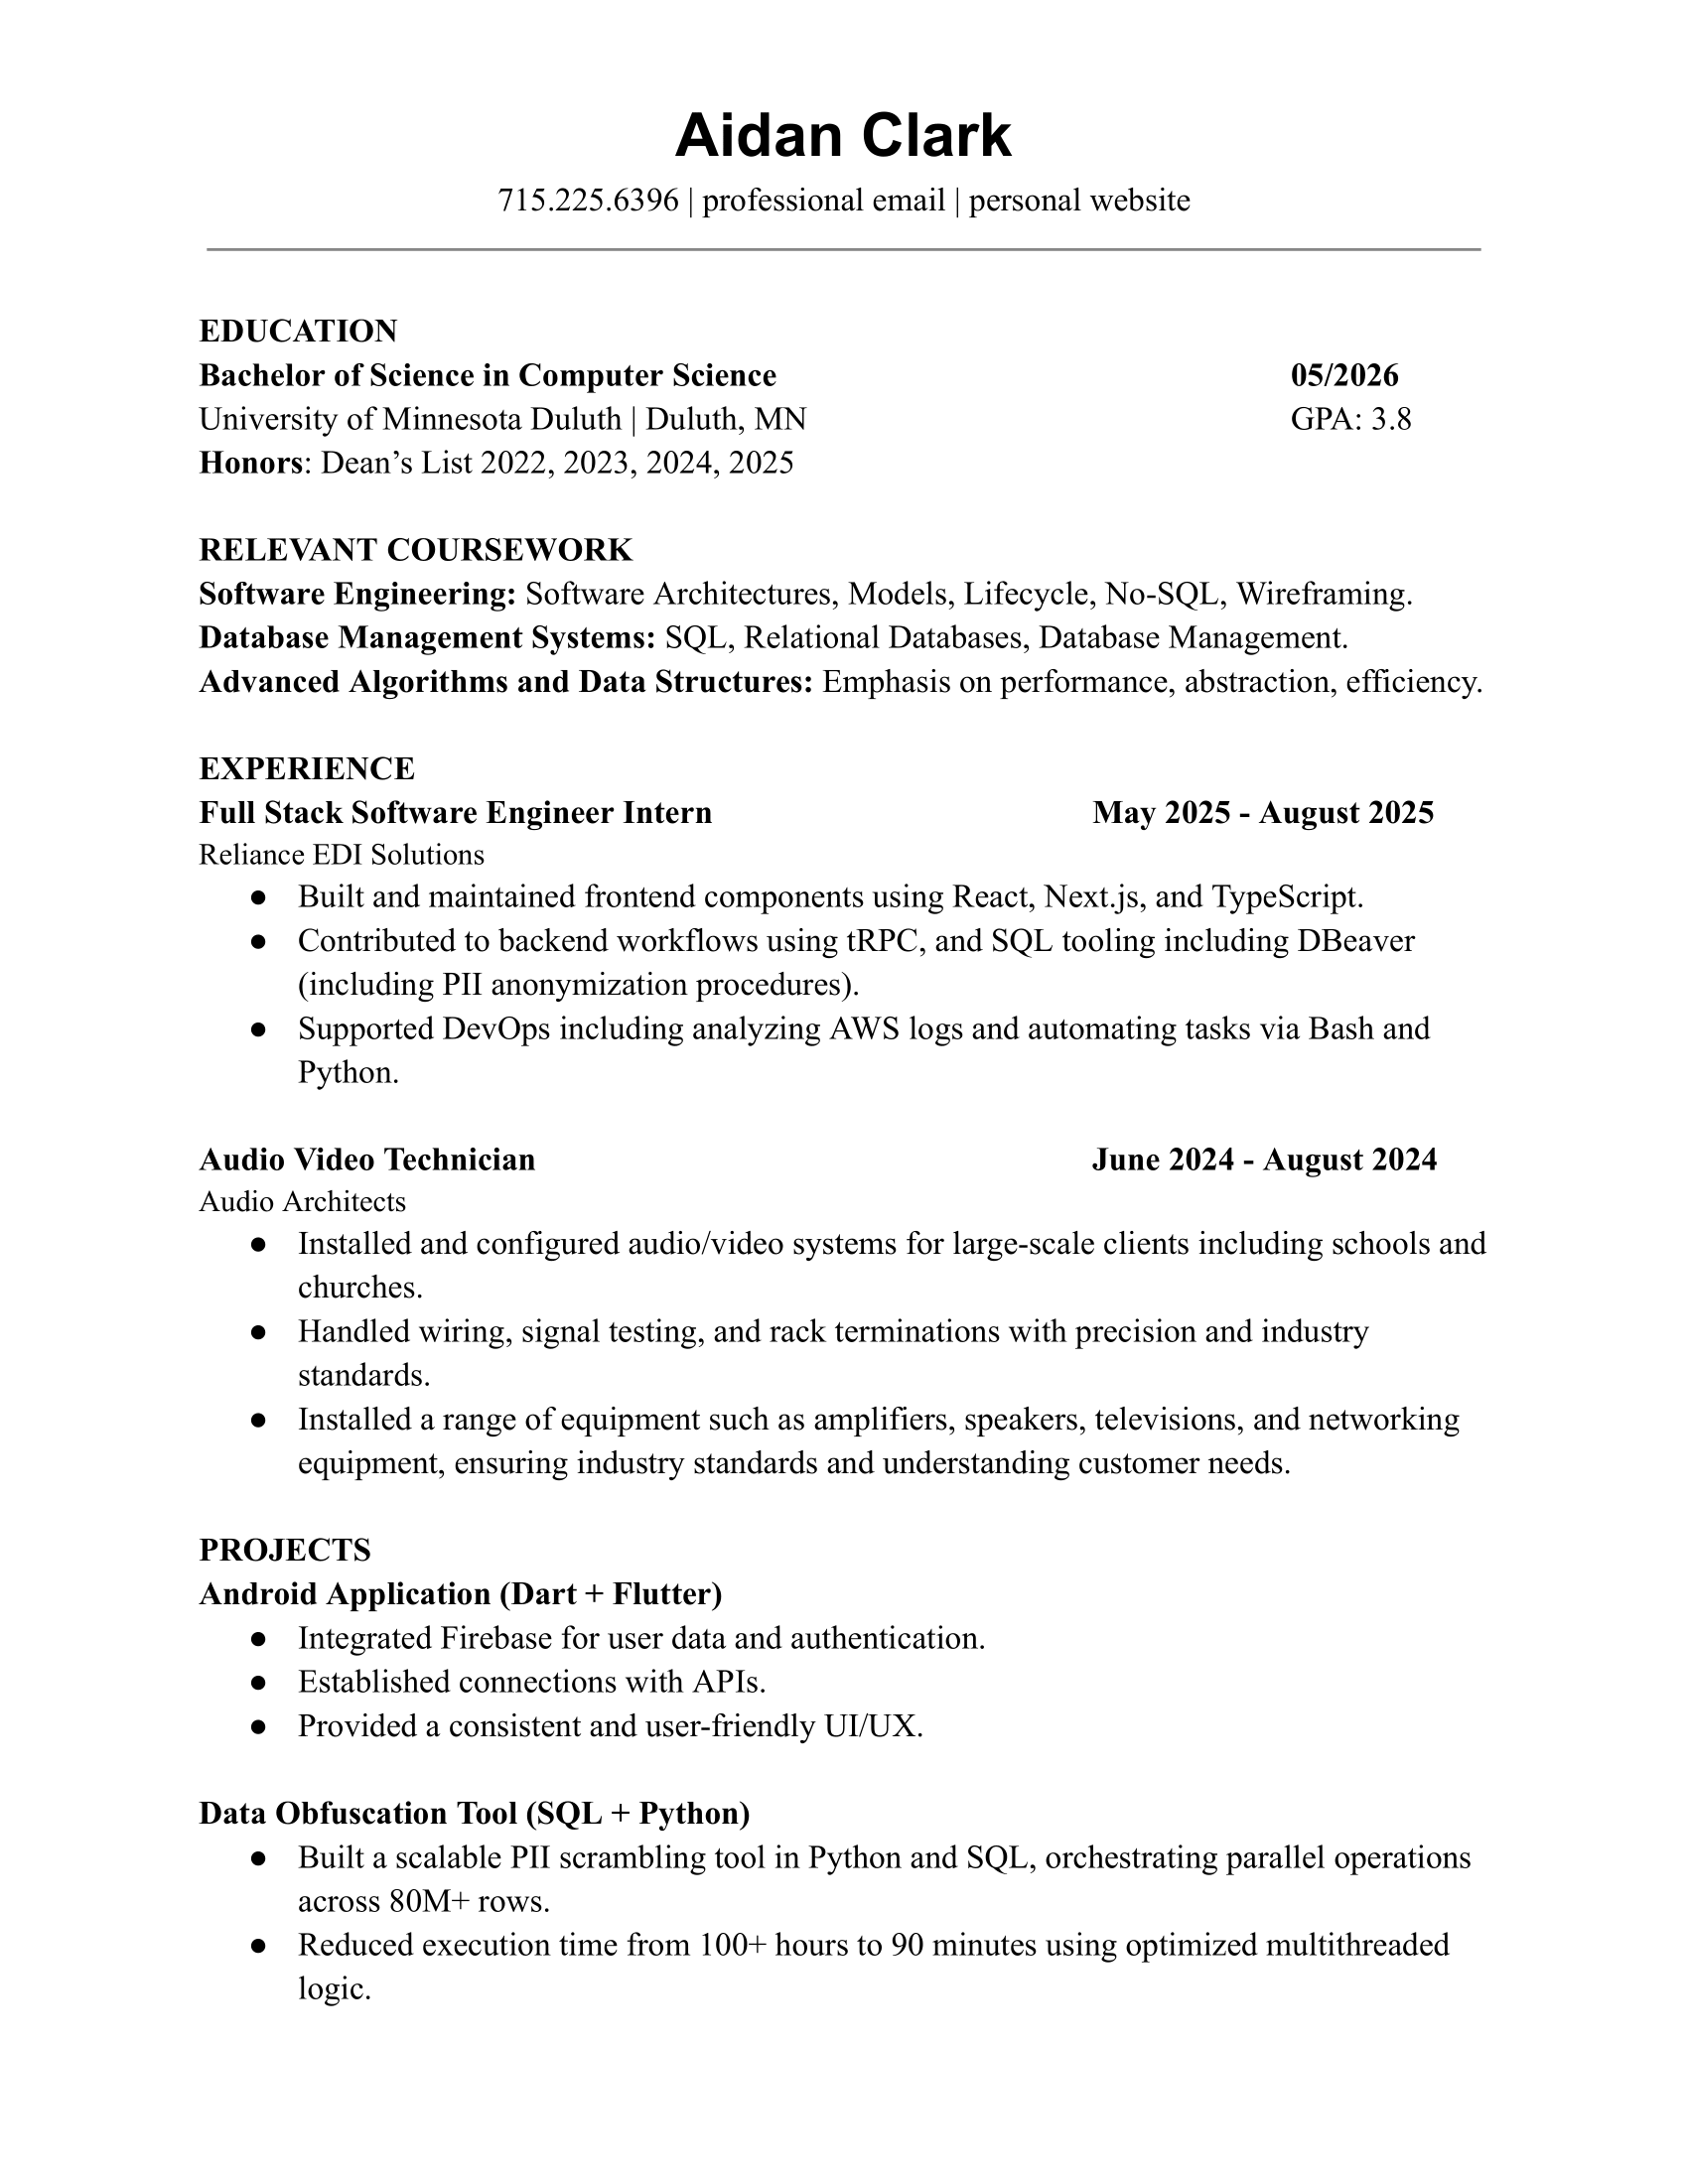 Aidan Clark
715.225.6396 | professional email | personal website
EDUCATION
Bachelor of Science in Computer Science 05/2026
University of Minnesota Duluth | Duluth, MN GPA: 3.8
Honors: Dean’s List 2022, 2023, 2024, 2025
RELEVANT COURSEWORK
Software Engineering: Software Architectures, Models, Lifecycle, No-SQL, Wireframing.
Database Management Systems: SQL, Relational Databases, Database Management.
Advanced Algorithms and Data Structures: Emphasis on performance, abstraction, efficiency.
EXPERIENCE
Full Stack Software Engineer Intern May 2025 - August 2025
Reliance EDI Solutions
● Built and maintained frontend components using React, Next.js, and TypeScript.
● Contributed to backend workflows using tRPC, and SQL tooling including DBeaver
(including PII anonymization procedures).
● Supported DevOps including analyzing AWS logs and automating tasks via Bash and
Python.
Audio Video Technician June 2024 - August 2024
Audio Architects
● Installed and configured audio/video systems for large-scale clients including schools and
churches.
● Handled wiring, signal testing, and rack terminations with precision and industry
standards.
● Installed a range of equipment such as amplifiers, speakers, televisions, and networking
equipment, ensuring industry standards and understanding customer needs.
PROJECTS
Android Application (Dart + Flutter)
● Integrated Firebase for user data and authentication.
● Established connections with APIs.
● Provided a consistent and user-friendly UI/UX.
Data Obfuscation Tool (SQL + Python)
● Built a scalable PII scrambling tool in Python and SQL, orchestrating parallel operations
across 80M+ rows.
● Reduced execution time from 100+ hours to 90 minutes using optimized multithreaded
logic.